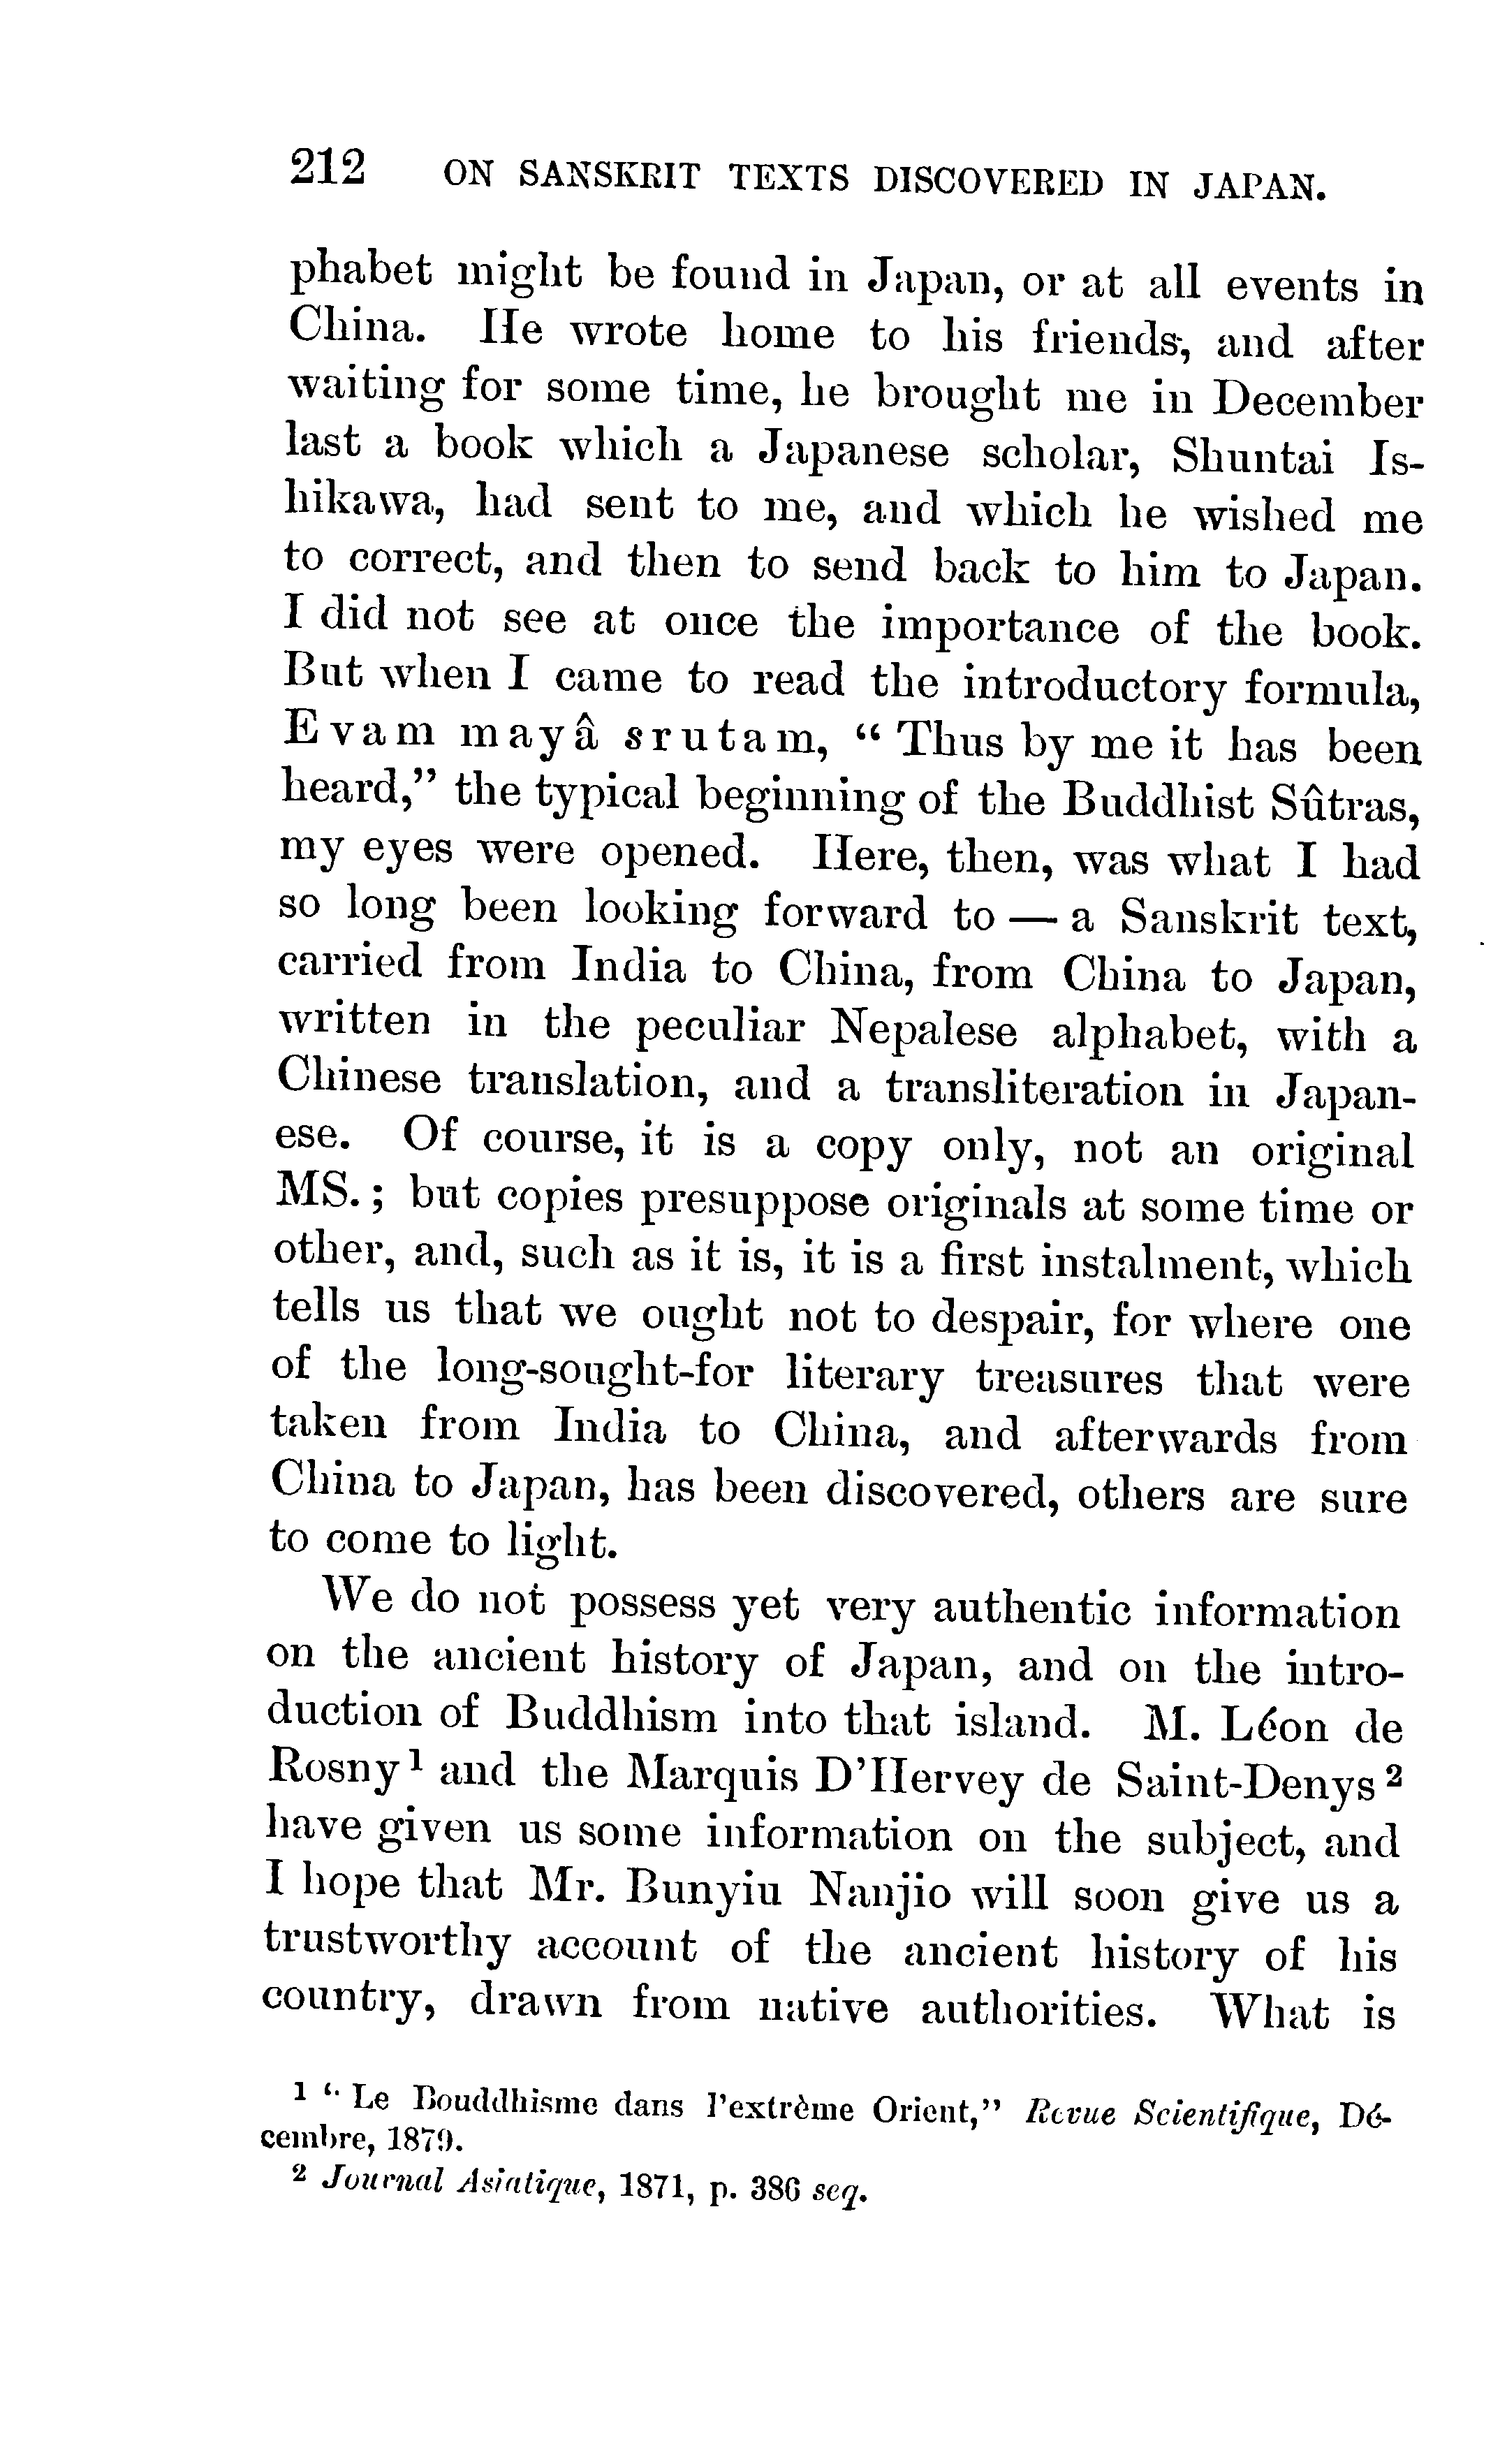 212 ON SANSKRIT TEXTS DISCOVERED IN JAPAN.
phabet might be found in Japan, or at all events in
China. He wrote home to his friends, and after
waiting for some time, he brought me in December
last a book which a Japanese scholar, Shuntai Is-
hikawa, had sent to me, and which he wished me
to correct, and then to send back to him to Japan.
I did not see at once the importance of the book.
But when I came to read the introductory formula,
Evam mayâ srutam, “Thus by me it has been
heard,” the typical beginning of the Buddhist Sûtras,
my eyes were opened. Here, then, was what I had
so long been looking forward to — a Sanskrit text,
carried from India to China, from China to Japan,
written in the peculiar Nepalese alphabet, with a
Chinese translation, and a transliteration in Japan-
ese. Of course, it is a copy only, not an original
MS.; but copies presuppose originals at some time or
other, and, such as it is, it is a first instalment, which
tells us that we ought not to despair, for where one
of the long-sought-for literary treasures that were
taken from India to China, and afterwards from
China to Japan, has been discovered, others are sure
to come to light.
We do not possess yet very authentic information
on the ancient history of Japan, and on the intro-
duction of Buddhism into that island. M. Léon de
Rosny¹ and the Marquis D’Hervey de Saint-Denys²
have given us some information on the subject, and
I hope that Mr. Bunyiu Nanjio will soon give us a
trustworthy account of the ancient history of his
country, drawn from native authorities. What is
¹ “Le Bouddhisme dans l’extrème Orient,” Revue Scientifique, Dé-
cembre, 1879.
² Journal Asiatique, 1871, p. 386 seq.